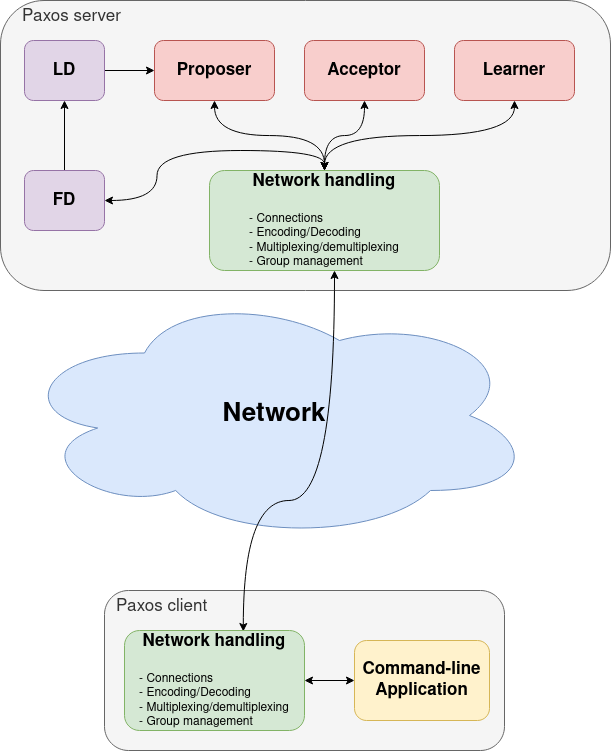 Paxos server
LD
Proposer
Acceptor
Learner
FD
Network handling
- Connections
- Encoding/Decoding
- Multiplexing/demultiplexing
- Group management
Network
Paxos client
Network handling
- Connections
- Encoding/Decoding
- Multiplexing/demultiplexing
- Group management
Command-line
Application